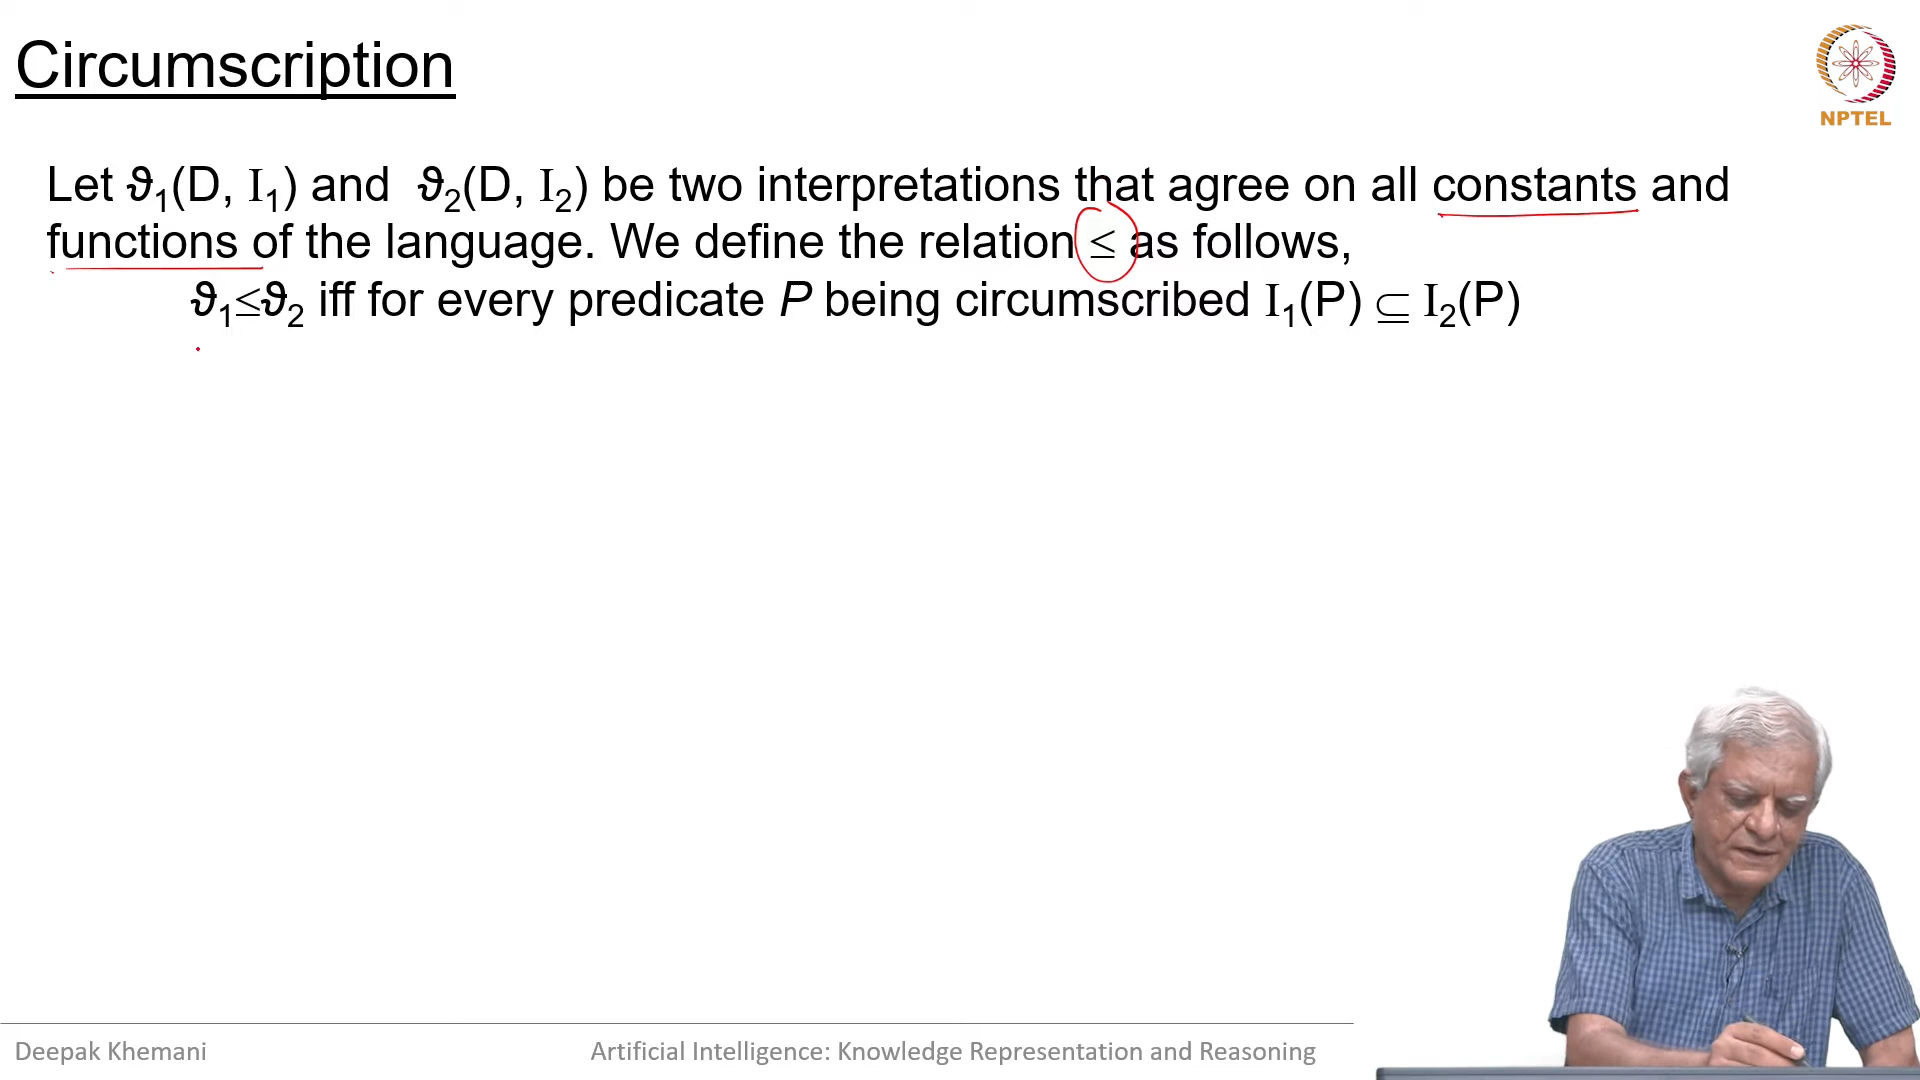 Circumscription
NPTEL
Let ϑ₁(D, I₁) and ϑ₂(D, I₂) be two interpretations that agree on all constants and
functions of the language. We define the relation ≤ as follows,
ϑ₁≤ϑ₂ iff for every predicate P being circumscribed I₁(P) ⊆ I₂(P)
Deepak Khemani
Artificial Intelligence: Knowledge Representation and Reasoning